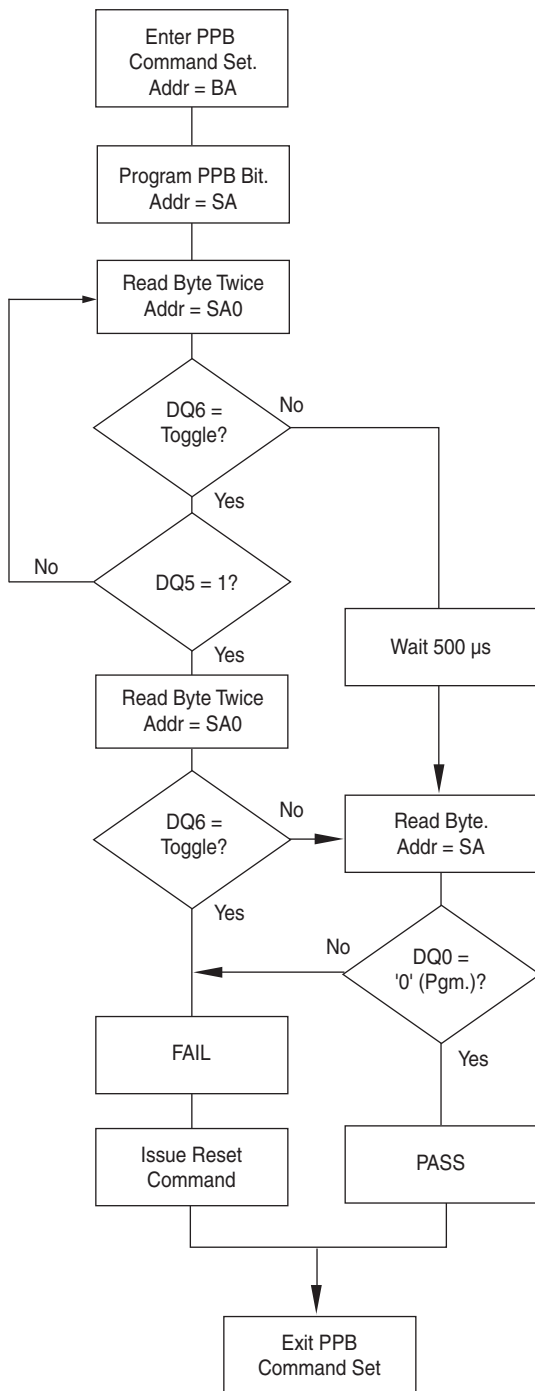 Enter PPB
Command Set.
Addr = BA
Program PPB Bit.
Addr = SA
Read Byte Twice
Addr = SA0
DQ6 =
Toggle?
No
Yes
DQ5 = 1?
No
Yes
Wait 500 µs
Read Byte Twice
Addr = SA0
DQ6 =
Toggle?
No
Yes
Read Byte.
Addr = SA
DQ0 =
'0' (Pgm.)?
No
Yes
FAIL
Issue Reset
Command
PASS
Exit PPB
Command Set